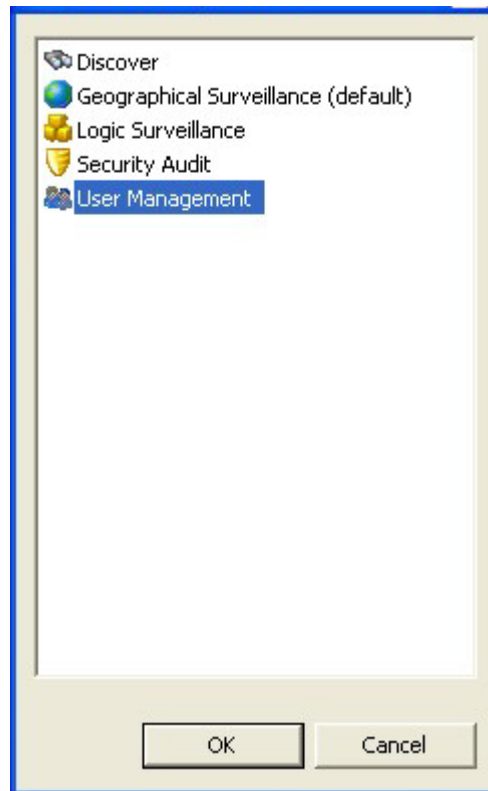 Discover
Geographical Surveillance (default)
Logic Surveillance
Security Audit
User Management
OK
Cancel